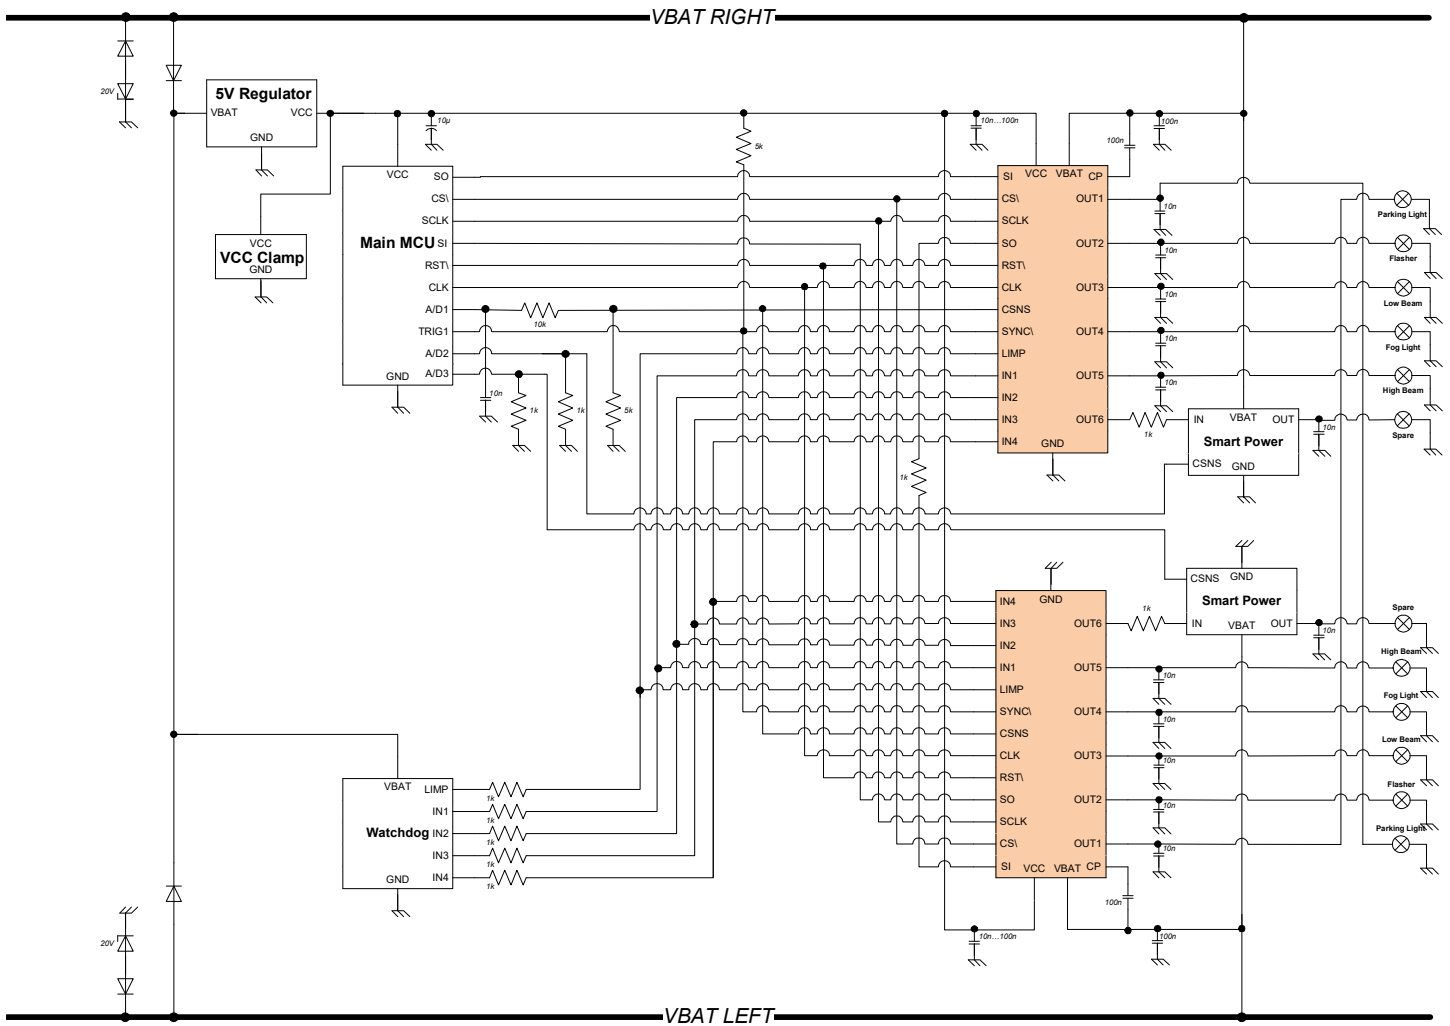 VBAT RIGHT
20V
5V Regulator
VBAT
VCC
GND
10µ
5k
10n...100n
100n
100n
VCC
GND
VCC Clamp
VCC
Main MCU
SO
CS\
SCLK
SI
RST\
CLK
A/D1
TRIG1
A/D2
A/D3
GND
10k
10n
1k
1k
5k
SI
VCC
VBAT
CP
CS\
OUT1
SCLK
SO
OUT2
RST\
CLK
OUT3
CSNS
SYNC\
OUT4
LIMP
IN1
OUT5
IN2
IN3
OUT6
IN4
GND
10n
10n
10n
10n
10n
Parking Light
Flasher
Low Beam
Fog Light
High Beam
Spare
1k
IN
VBAT
OUT
Smart Power
CSNS
GND
10n
1k
CSNS
GND
Smart Power
IN
VBAT
OUT
1k
10n
GND
IN4
IN3
OUT6
IN2
IN1
OUT5
LIMP
SYNC\
OUT4
CSNS
CLK
OUT3
RST\
SO
OUT2
SCLK
CS\
OUT1
SI
VCC
VBAT
CP
10n
10n
10n
10n
10n
Spare
High Beam
Fog Light
Low Beam
Flasher
Parking Light
VBAT
LIMP
IN1
Watchdog
IN2
IN3
GND
IN4
1k
1k
1k
1k
1k
100n
10n...100n
100n
20V
VBAT LEFT